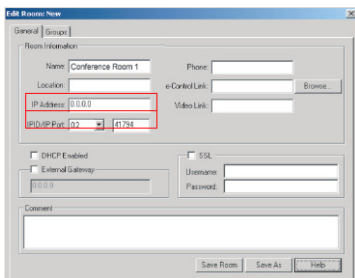 Edit Room: New
General Groups
Room Information
Name: Conference Room 1 Phone:
Location: e-Control Link: Browse...
IP Address: 0.0.0.0 Video Link:
IPID/IP Port: 02 41794
DHCP Enabled SSL
External Gateway Username:
0.0.0.0 Password:
Comment
Save Room Save As Help